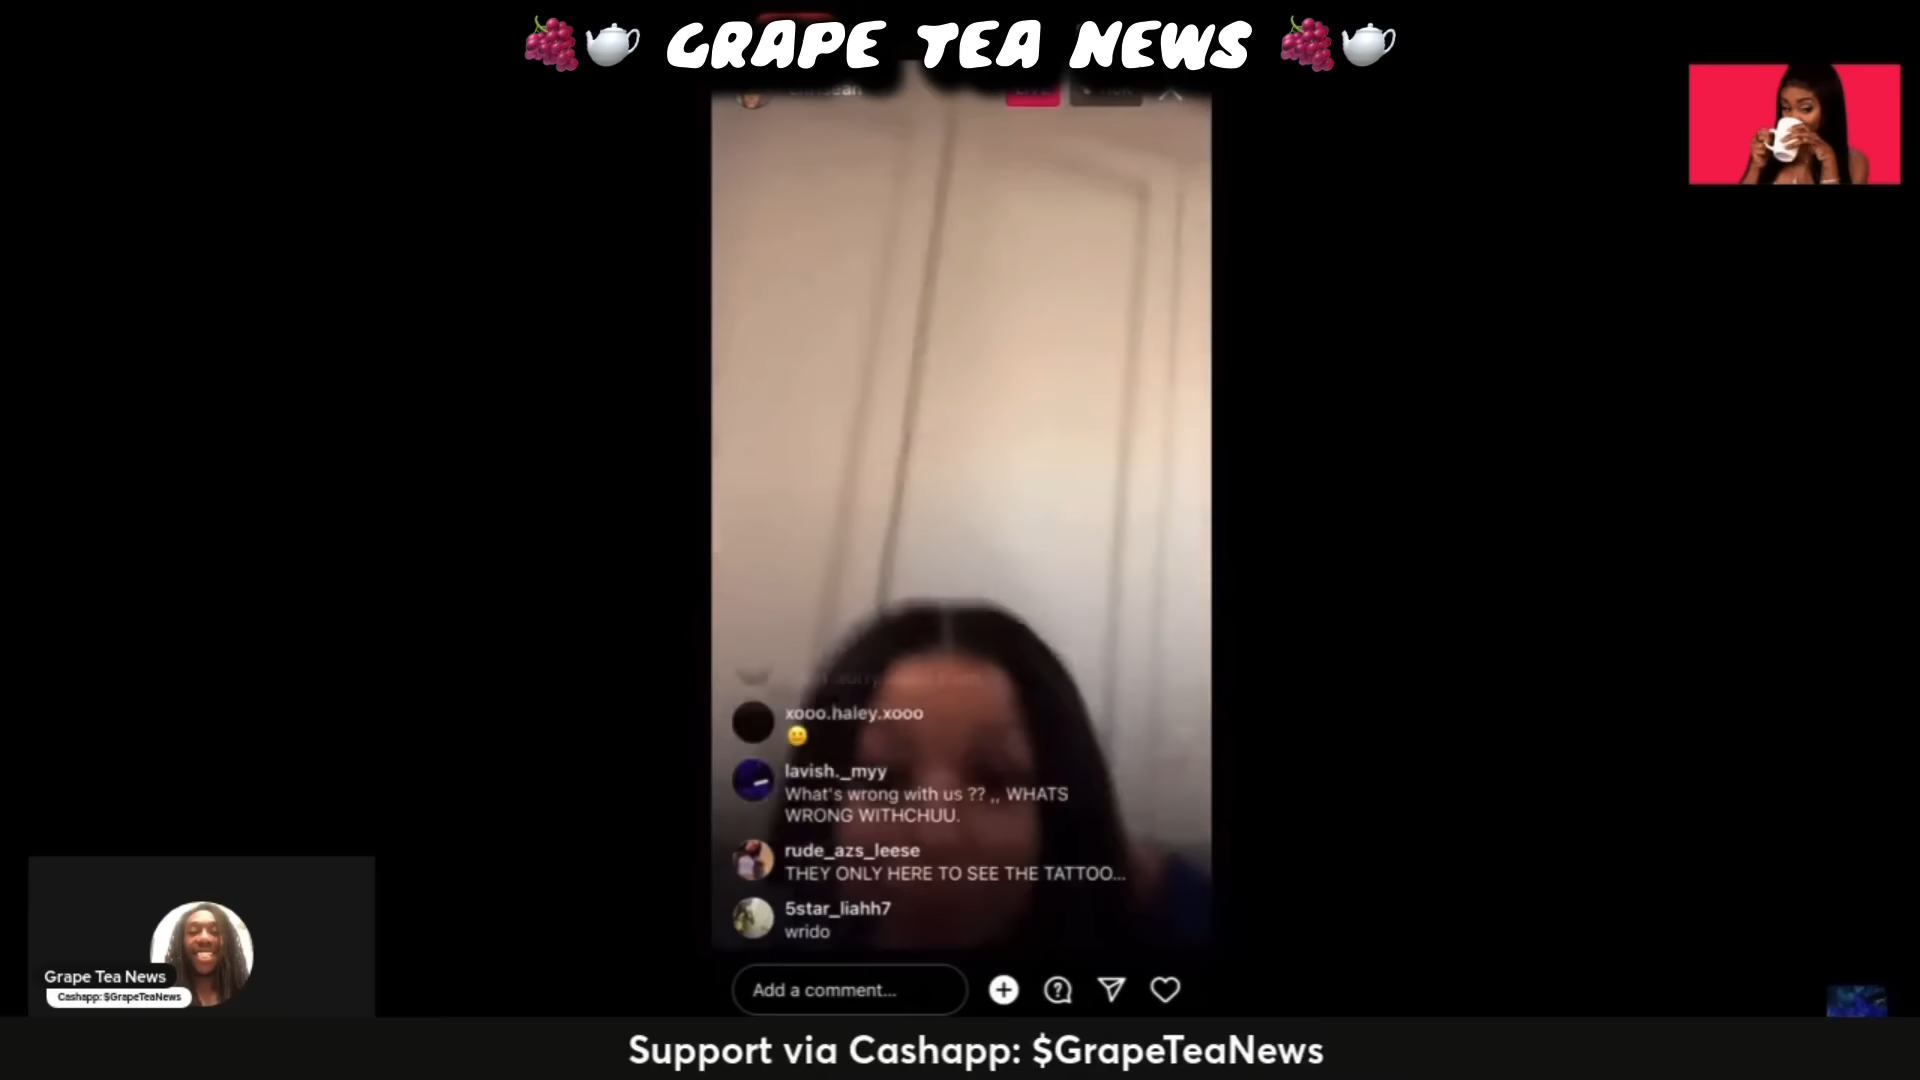 GRAPE TEA NEWS
LIVE
xooo.haley.xooo
lavish._myy
What's wrong with us ?? ,, WHATS
WRONG WITHCHUU.
rude_azs_leese
THEY ONLY HERE TO SEE THE TATTOO...
5star_liahh7
wrido
Add a comment...
Grape Tea News
Cashapp: $GrapeTeaNews
Support via Cashapp: $GrapeTeaNews